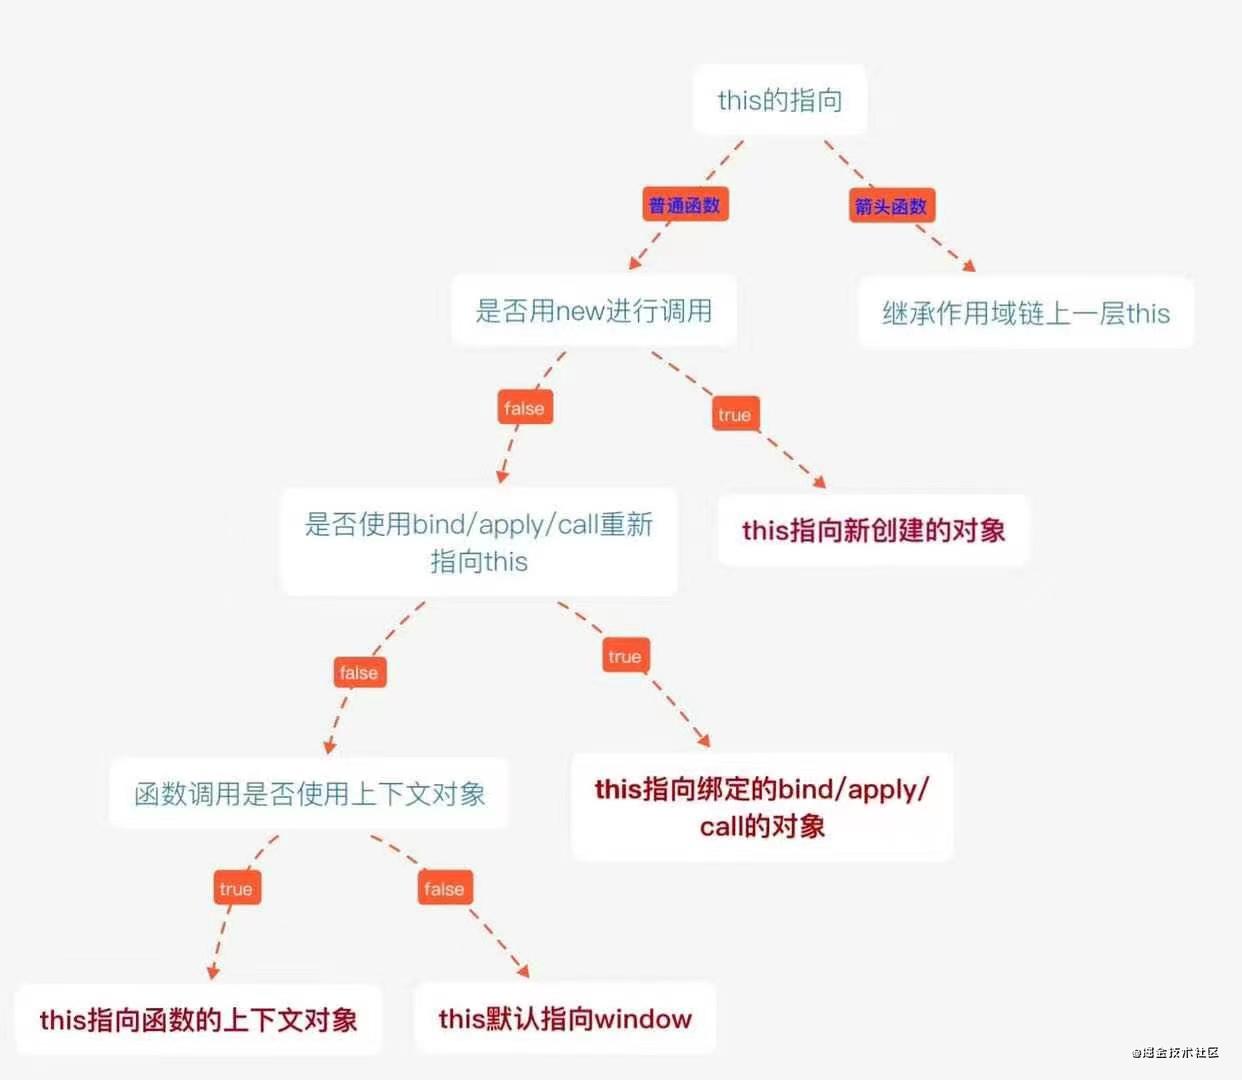 this的指向
普通函数
箭头函数
是否用new进行调用
继承作用域链上一层this
false
true
是否使用bind/apply/call重新
指向this
this指向新创建的对象
false
true
函数调用是否使用上下文对象
this指向绑定的bind/apply/
call的对象
true
false
this指向函数的上下文对象
this默认指向window
@掘金技术社区